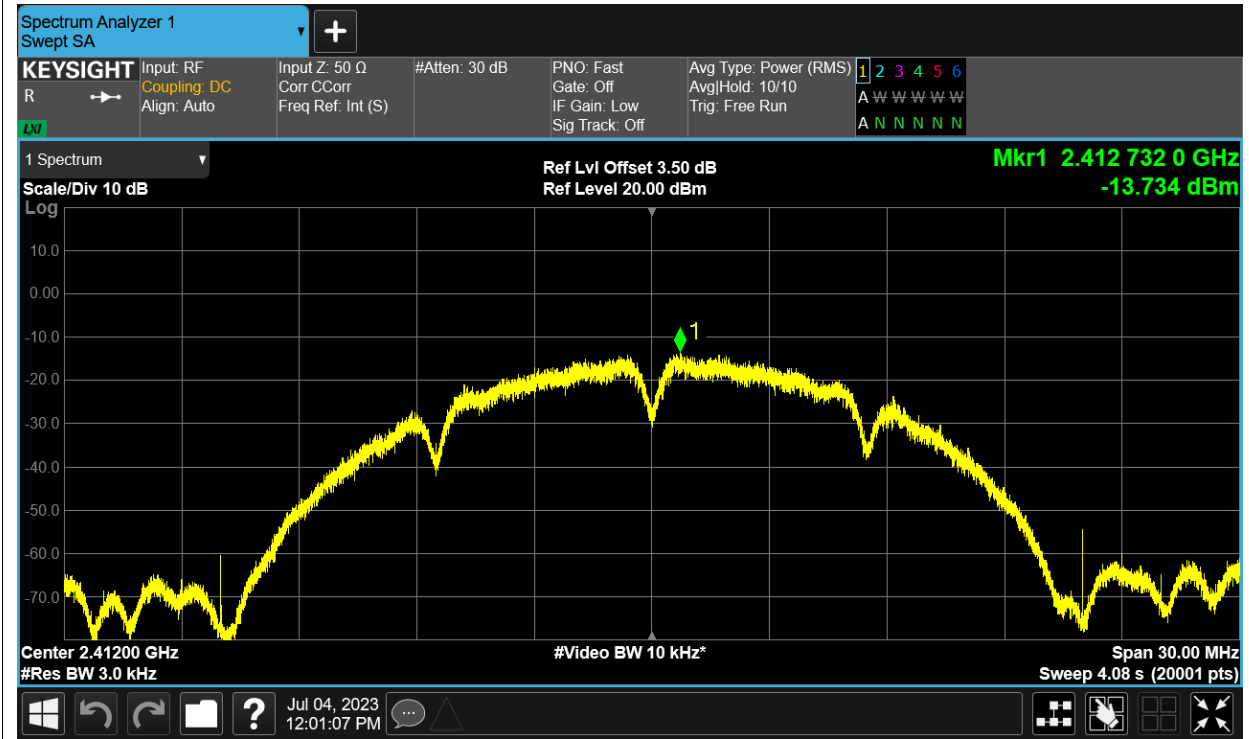 Spectrum Analyzer 1
Swept SA
+
KEYSIGHT
R
LXI
Input: RF
Coupling: DC
Align: Auto
Input Z: 50 Ω
Corr CCorr
Freq Ref: Int (S)
#Atten: 30 dB
PNO: Fast
Gate: Off
IF Gain: Low
Sig Track: Off
Avg Type: Power (RMS)
Avg|Hold: 10/10
Trig: Free Run
1 2 3 4 5 6
A W W W W W
A N N N N N
1 Spectrum
Scale/Div 10 dB
Log
Ref Lvl Offset 3.50 dB
Ref Level 20.00 dBm
Mkr1 2.412 732 0 GHz
-13.734 dBm
10.0
0.00
-10.0
-20.0
-30.0
-40.0
-50.0
-60.0
-70.0
1
Center 2.41200 GHz
#Res BW 3.0 kHz
#Video BW 10 kHz*
Span 30.00 MHz
Sweep 4.08 s (20001 pts)
?
Jul 04, 2023
12:01:07 PM